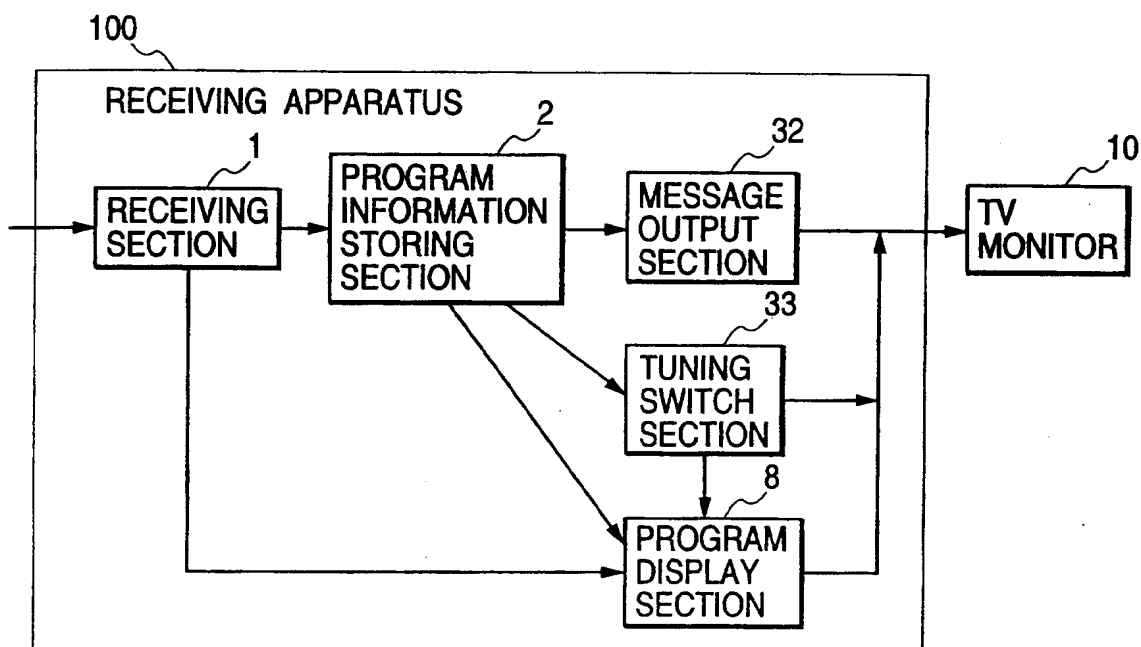 100
RECEIVING APPARATUS
1
RECEIVING
SECTION
2
PROGRAM
INFORMATION
STORING
SECTION
32
MESSAGE
OUTPUT
SECTION
10
TV
MONITOR
33
TUNING
SWITCH
SECTION
8
PROGRAM
DISPLAY
SECTION